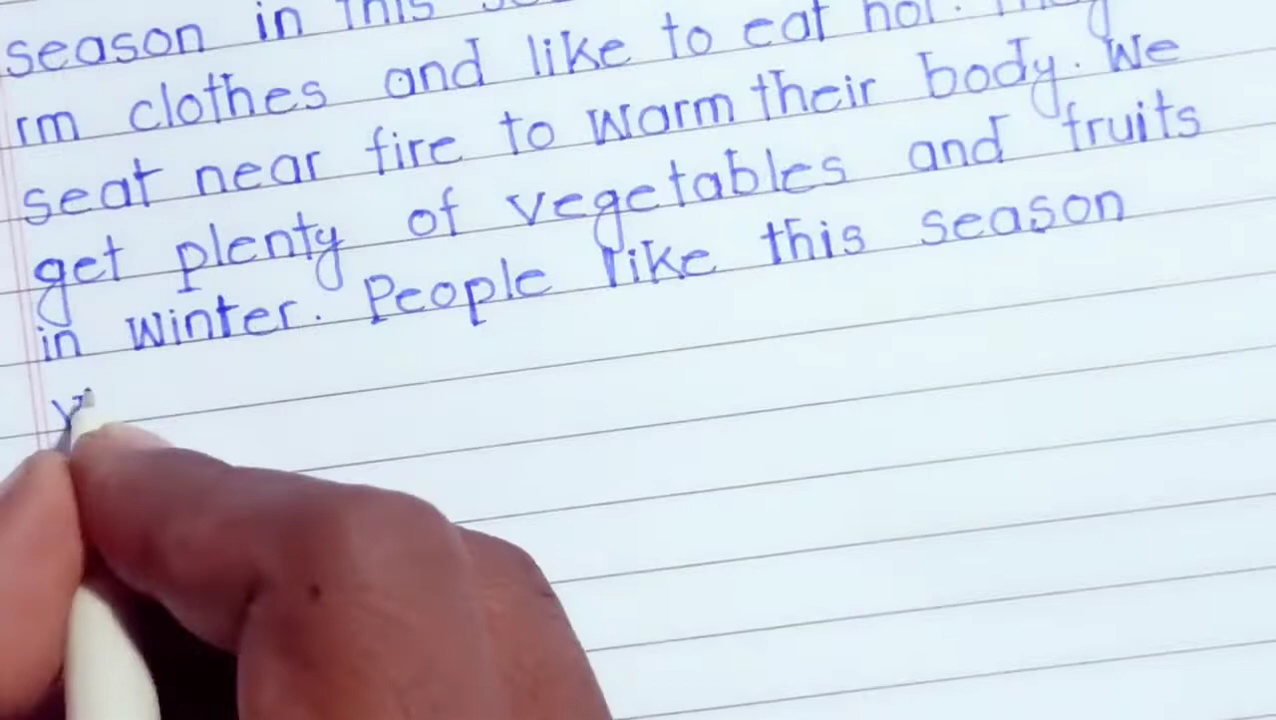 season in this
rm clothes and like to eat hot. They
seat near fire to warm their body. We
get plenty of vegetables and fruits
in winter. People like this season